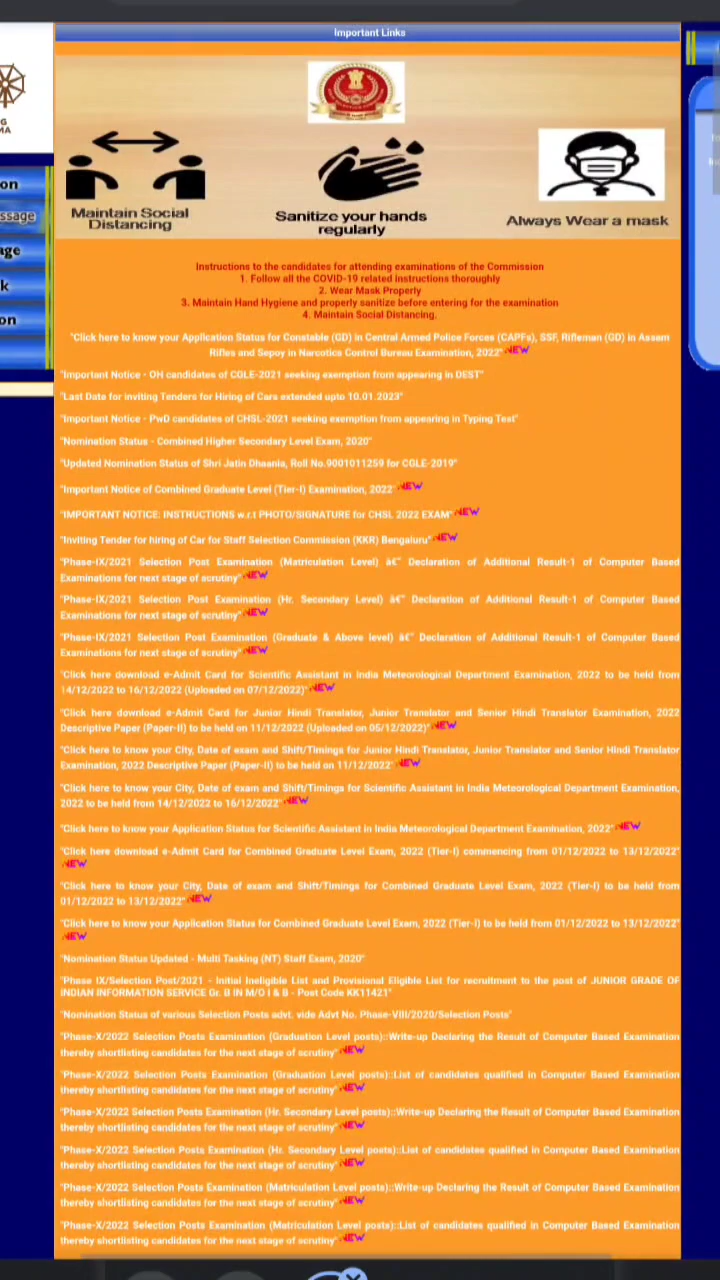 Important Links
Maintain Social
Distancing
Sanitize your hands
regularly
Always Wear a mask
Instructions to the candidates for attending examinations of the Commission
1. Follow all the COVID-19 related instructions thoroughly
2. Wear Mask Properly
3. Maintain Hand Hygiene and properly sanitize before entering for the examination
4. Maintain Social Distancing.
"Click here to know your Application Status for Constable (GD) in Central Armed Police Forces (CAPFs), SSF, Rifleman (GD) in Assam
Rifles and Sepoy in Narcotics Control Bureau Examination, 2022" NEW
"Important Notice - OH candidates of CGLE-2021 seeking exemption from appearing in DEST"
"Last Date for inviting Tenders for Hiring of Cars extended upto 10.01.2023"
"Important Notice - PwD candidates of CHSL-2021 seeking exemption from appearing in Typing Test"
"Nomination Status - Combined Higher Secondary Level Exam, 2020"
"Updated Nomination Status of Shri Jatin Dhaania, Roll No.9001011259 for CGLE-2019"
"Important Notice of Combined Graduate Level (Tier-I) Examination, 2022" NEW
"IMPORTANT NOTICE: INSTRUCTIONS w.r.t PHOTO/SIGNATURE for CHSL 2022 EXAM" NEW
"Inviting Tender for hiring of Car for Staff Selection Commission (KKR) Bengaluru" NEW
"Phase-IX/2021 Selection Post Examination (Matriculation Level) â€" Declaration of Additional Result-1 of Computer Based
Examinations for next stage of scrutiny" NEW
"Phase-IX/2021 Selection Post Examination (Hr. Secondary Level) â€" Declaration of Additional Result-1 of Computer Based
Examinations for next stage of scrutiny" NEW
"Phase-IX/2021 Selection Post Examination (Graduate & Above level) â€" Declaration of Additional Result-1 of Computer Based
Examinations for next stage of scrutiny" NEW
"Click here download e-Admit Card for Scientific Assistant in India Meteorological Department Examination, 2022 to be held from
14/12/2022 to 16/12/2022 (Uploaded on 07/12/2022)" NEW
"Click here download e-Admit Card for Junior Hindi Translator, Junior Translator and Senior Hindi Translator Examination, 2022
Descriptive Paper (Paper-II) to be held on 11/12/2022 (Uploaded on 05/12/2022)" NEW
"Click here to know your City, Date of exam and Shift/Timings for Junior Hindi Translator, Junior Translator and Senior Hindi Translator
Examination, 2022 Descriptive Paper (Paper-II) to be held on 11/12/2022" NEW
"Click here to know your City, Date of exam and Shift/Timings for Scientific Assistant in India Meteorological Department Examination,
2022 to be held from 14/12/2022 to 16/12/2022" NEW
"Click here to know your Application Status for Scientific Assistant in India Meteorological Department Examination, 2022" NEW
"Click here download e-Admit Card for Combined Graduate Level Exam, 2022 (Tier-I) commencing from 01/12/2022 to 13/12/2022"
NEW
"Click here to know your City, Date of exam and Shift/Timings for Combined Graduate Level Exam, 2022 (Tier-I) to be held from
01/12/2022 to 13/12/2022" NEW
"Click here to know your Application Status for Combined Graduate Level Exam, 2022 (Tier-I) to be held from 01/12/2022 to 13/12/2022"
NEW
"Nomination Status Updated - Multi Tasking (NT) Staff Exam, 2020"
"Phase IX/Selection Post/2021 - Initial Ineligible List and Provisional Eligible List for recruitment to the post of JUNIOR GRADE OF
INDIAN INFORMATION SERVICE Gr. B IN M/O I & B - Post Code KK11421"
"Nomination Status of various Selection Posts advt. vide Advt No. Phase-VIII/2020/Selection Posts"
"Phase-X/2022 Selection Posts Examination (Graduation Level posts)::Write-up Declaring the Result of Computer Based Examination
thereby shortlisting candidates for the next stage of scrutiny" NEW
"Phase-X/2022 Selection Posts Examination (Graduation Level posts)::List of candidates qualified in Computer Based Examination
thereby shortlisting candidates for the next stage of scrutiny" NEW
"Phase-X/2022 Selection Posts Examination (Hr. Secondary Level posts)::Write-up Declaring the Result of Computer Based Examination
thereby shortlisting candidates for the next stage of scrutiny" NEW
"Phase-X/2022 Selection Posts Examination (Hr. Secondary Level posts)::List of candidates qualified in Computer Based Examination
thereby shortlisting candidates for the next stage of scrutiny" NEW
"Phase-X/2022 Selection Posts Examination (Matriculation Level posts)::Write-up Declaring the Result of Computer Based Examination
thereby shortlisting candidates for the next stage of scrutiny" NEW
"Phase-X/2022 Selection Posts Examination (Matriculation Level posts)::List of candidates qualified in Computer Based Examination
thereby shortlisting candidates for the next stage of scrutiny" NEW